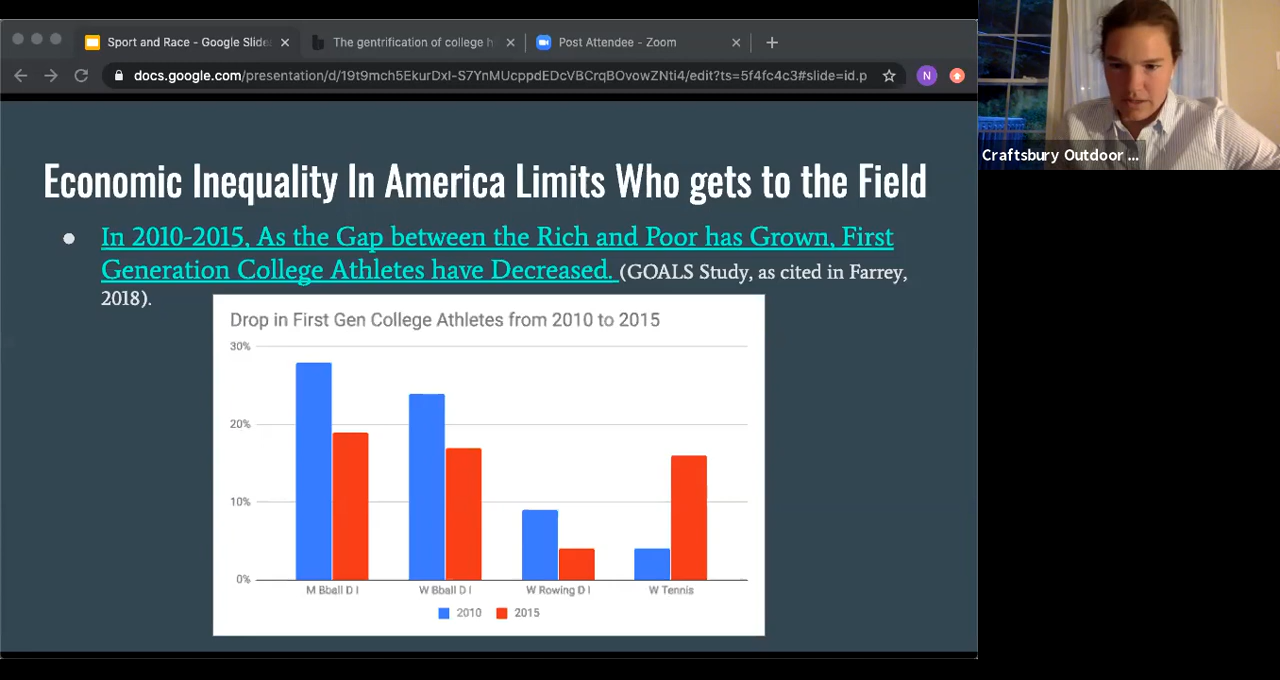 Sport and Race - Google Slide
The gentrification of college h
Post Attendee - Zoom
docs.google.com/presentation/d/19t9mch5EkurDxI-S7YnMUcppdEDcVBCrqBOvowZNti4/edit?ts=5f4fc4c3#slide=id.p
N
Craftsbury Outdoor ...
Economic Inequality In America Limits Who gets to the Field
In 2010-2015, As the Gap between the Rich and Poor has Grown, First
Generation College Athletes have Decreased. (GOALS Study, as cited in Farrey,
2018).
Drop in First Gen College Athletes from 2010 to 2015
30%
20%
10%
0%
M Bball D I
W Bball D I
W Rowing D I
W Tennis
2010
2015